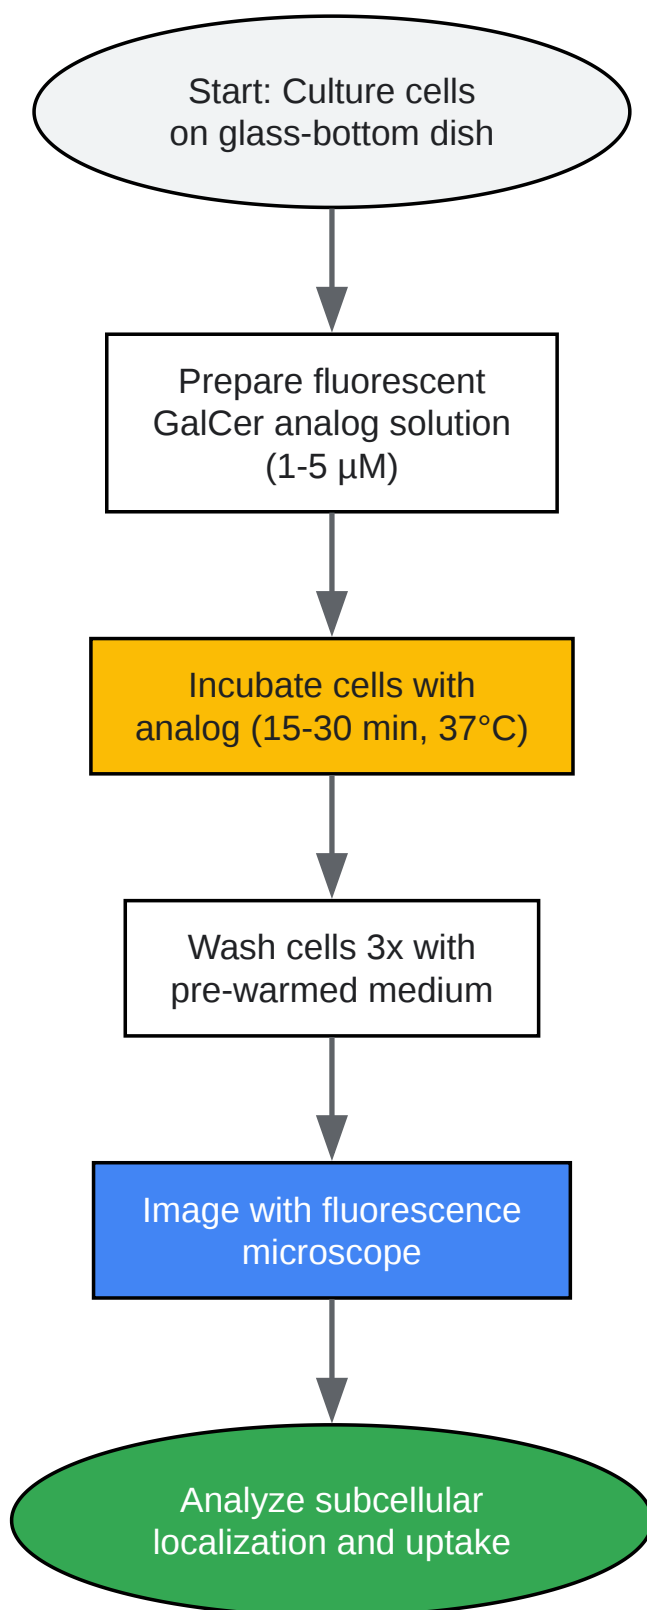 Start: Culture cells
on glass-bottom dish
Prepare fluorescent
GalCer analog solution
(1-5 µM)
Incubate cells with
analog (15-30 min, 37°C)
Wash cells 3x with
pre-warmed medium
Image with fluorescence
microscope
Analyze subcellular
localization and uptake